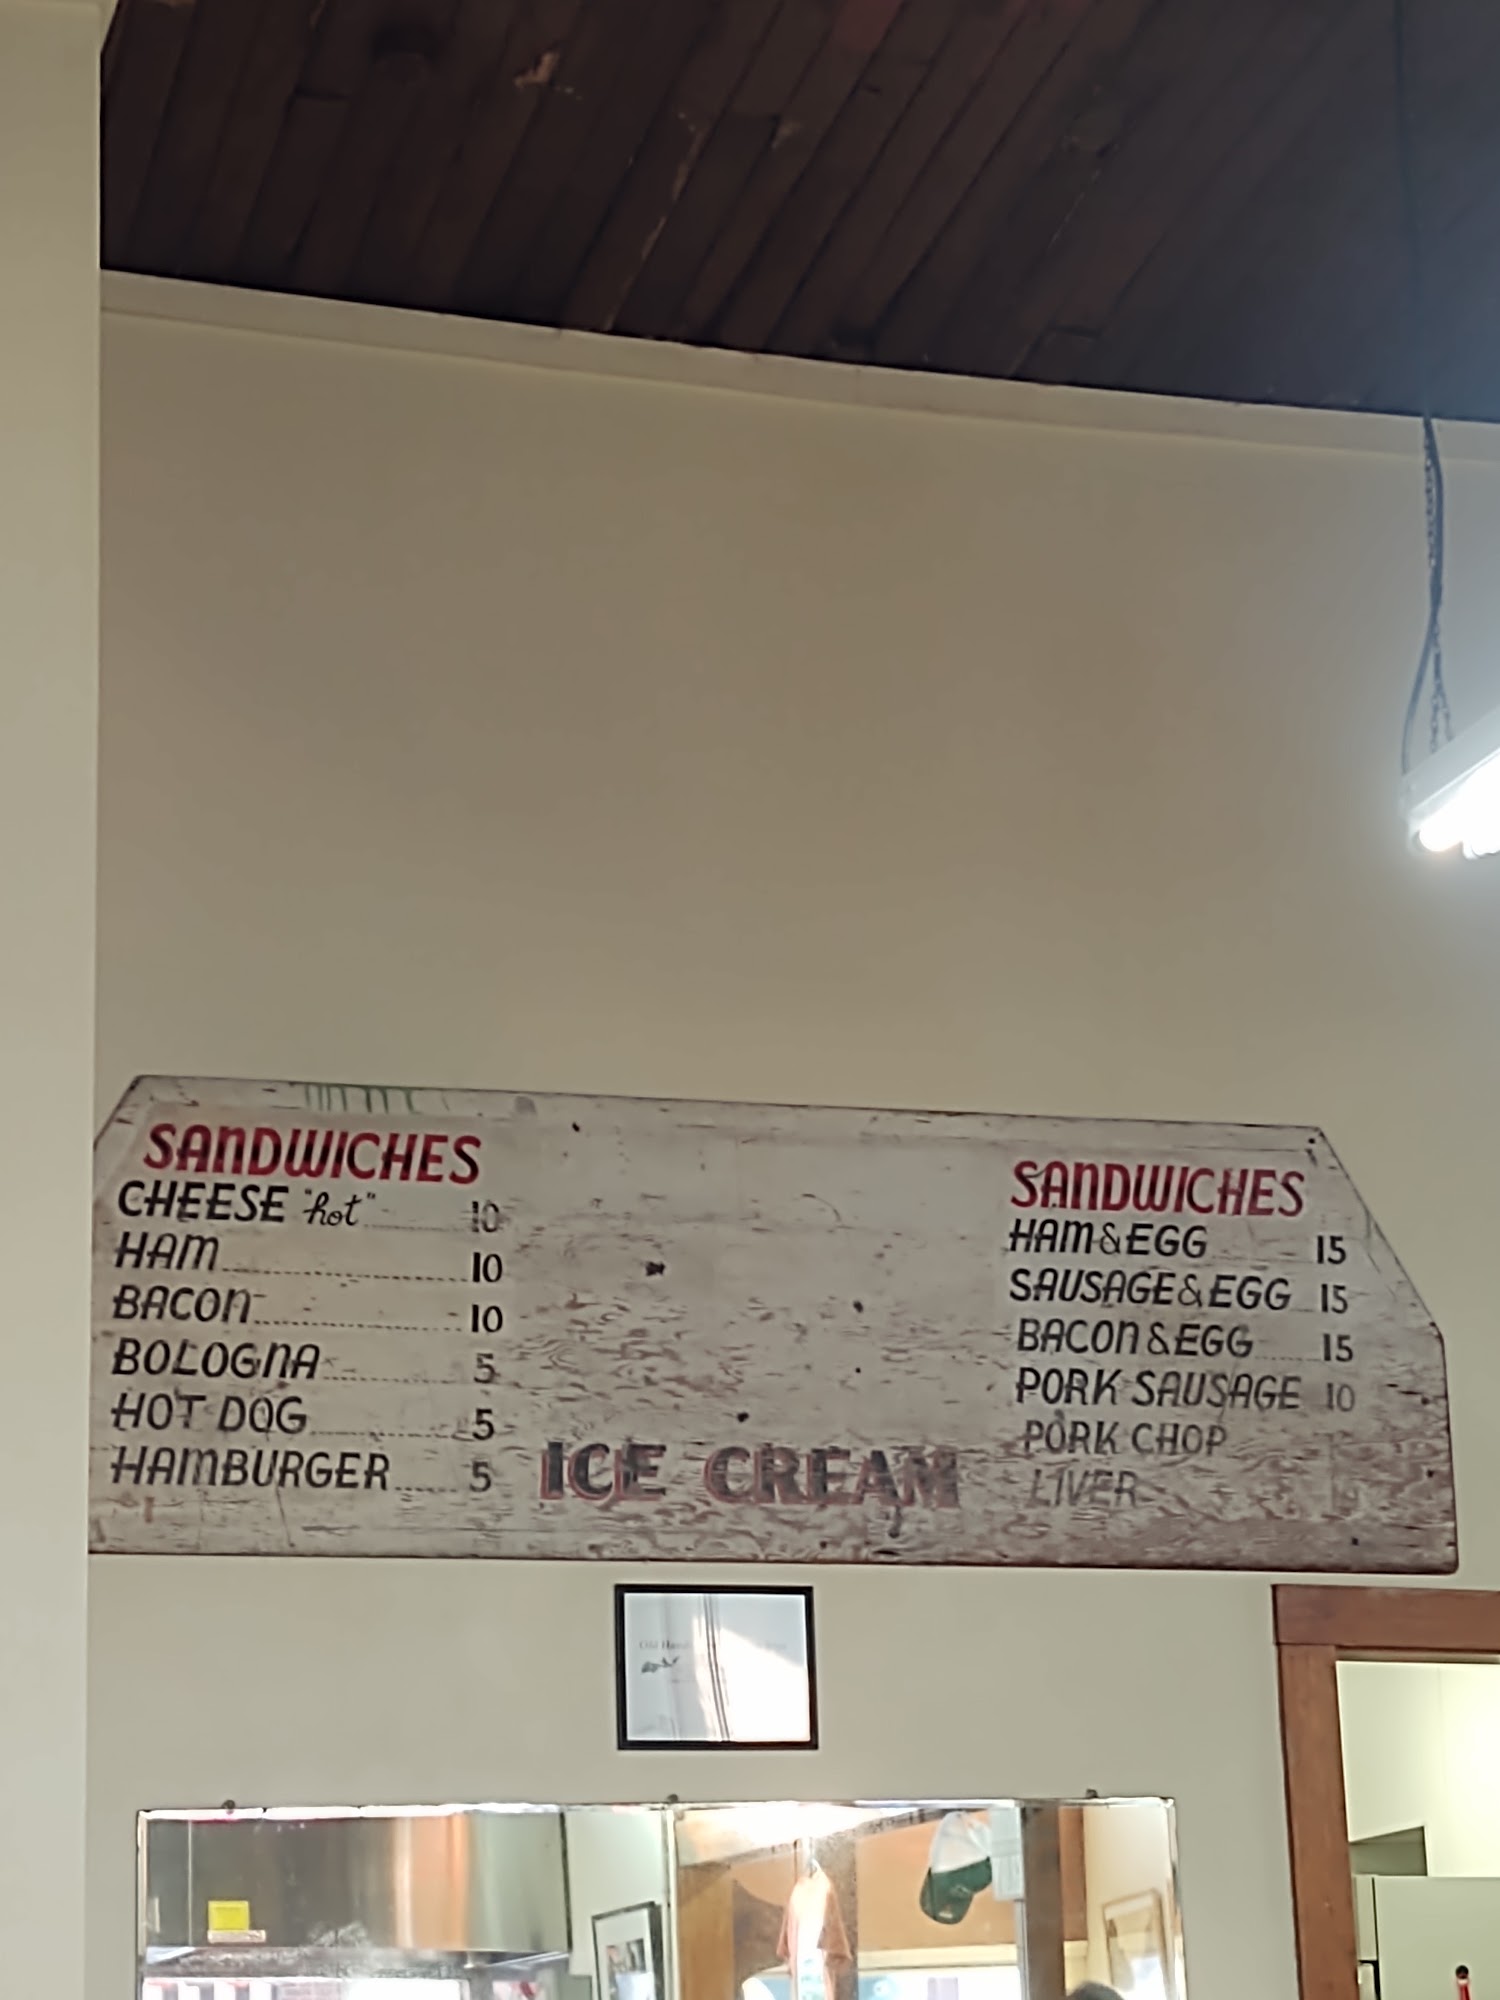 SANDWICHES
CHEESE "hot" 10
HAM 10
BACON 10
BOLOGNA 5
HOT DOG 5
HAMBURGER 5
ICE CREAM
SANDWICHES
HAM & EGG 15
SAUSAGE & EGG 15
BACON & EGG 15
PORK SAUSAGE 10
PORK CHOP
LIVER